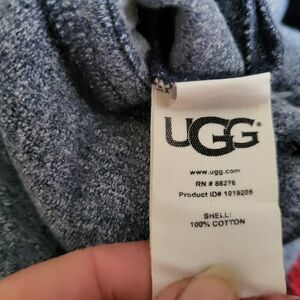 UGG®
www.ugg.com
RN # 88276
Product ID# 1019205
SHELL:
100% COTTON